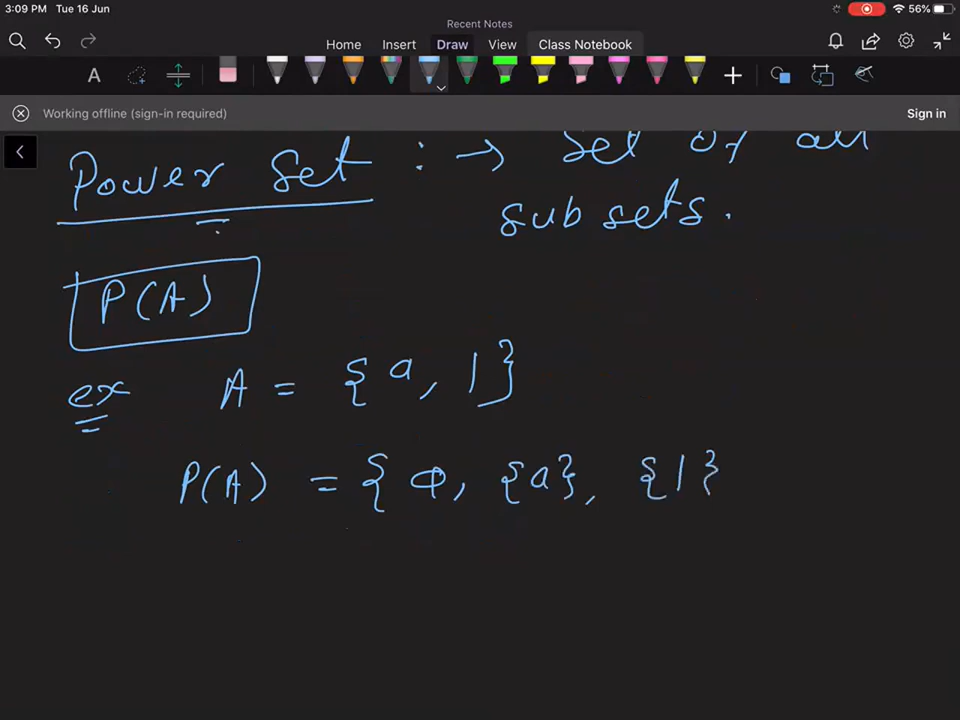 3:09 PM Tue 16 Jun 56%
Recent Notes
Home Insert Draw View Class Notebook
A
Working offline (sign-in required) Sign in
Power Set : → Set of all
sub sets.
P(A)
ex A = {a, 1}
P(A) = {φ, {a}, {1}